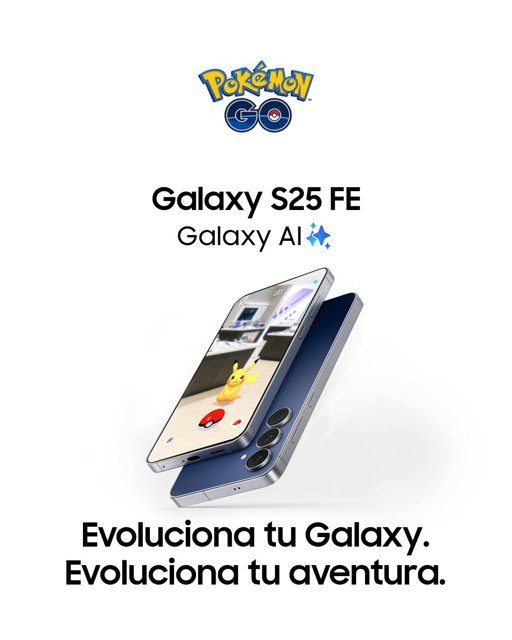 POKÉMON
GO
Galaxy S25 FE
Galaxy AI
Evoluciona tu Galaxy.
Evoluciona tu aventura.